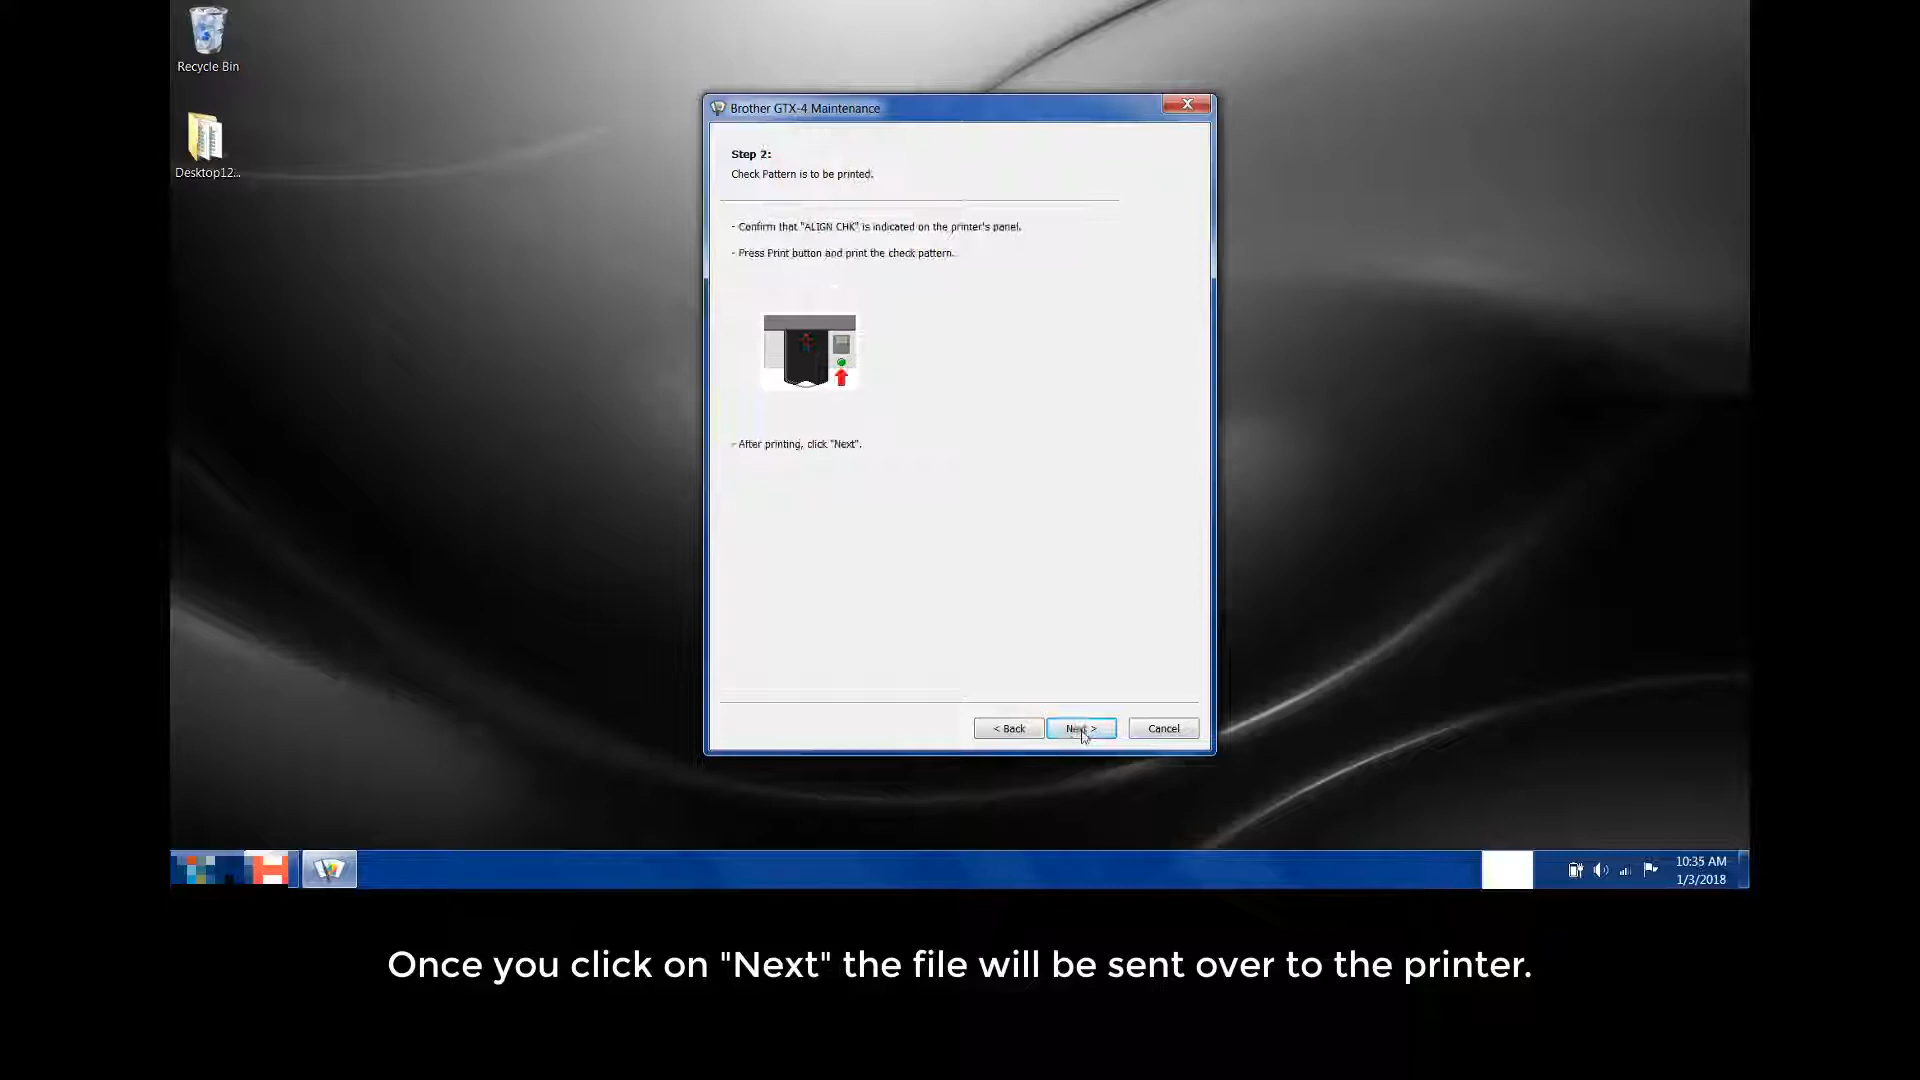 Recycle Bin
Desktop12...
Brother GTX-4 Maintenance
Step 2:
Check Pattern is to be printed.
- Confirm that "ALIGN CHK" is indicated on the printer's panel.
- Press Print button and print the check pattern.
- After printing, click "Next".
< Back
Next >
Cancel
10:35 AM
1/3/2018
Once you click on "Next" the file will be sent over to the printer.